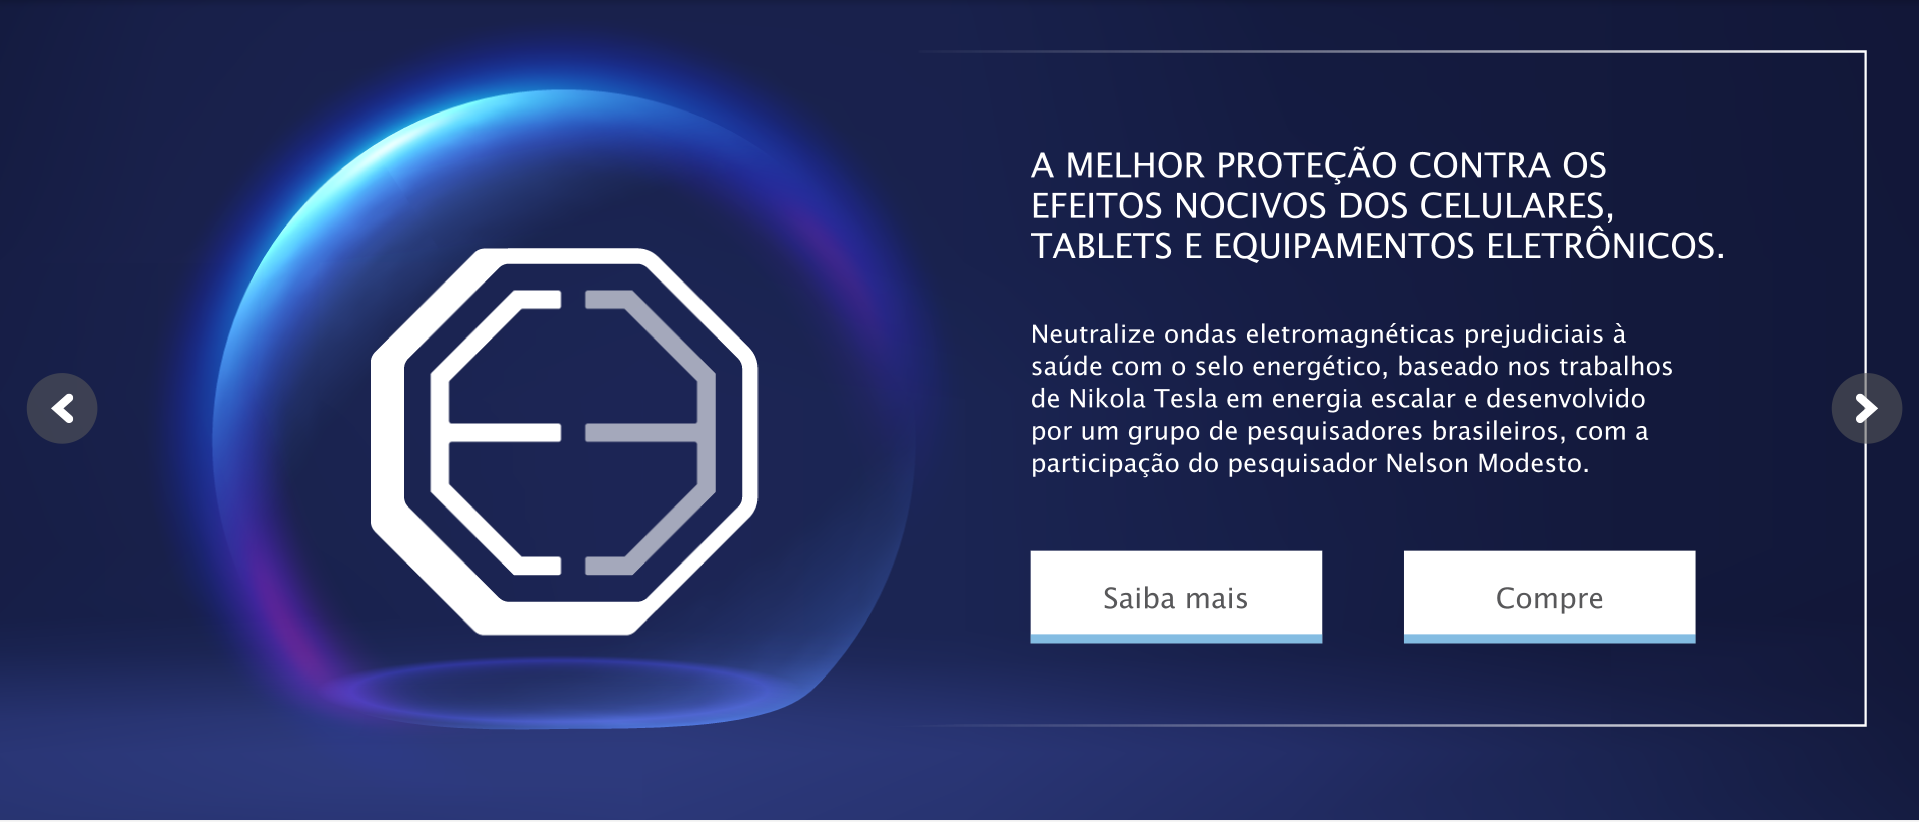 A MELHOR PROTEÇÃO CONTRA OS
EFEITOS NOCIVOS DOS CELULARES,
TABLETS E EQUIPAMENTOS ELETRÔNICOS.
Neutralize ondas eletromagnéticas prejudiciais à
saúde com o selo energético, baseado nos trabalhos
de Nikola Tesla em energia escalar e desenvolvido
por um grupo de pesquisadores brasileiros, com a
participação do pesquisador Nelson Modesto.
Saiba mais
Compre